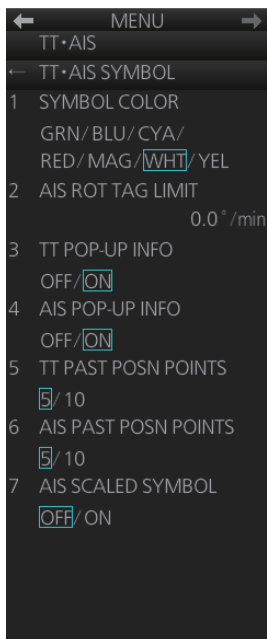 MENU
TT•AIS
TT•AIS SYMBOL
1 SYMBOL COLOR
GRN/BLU/CYA/
RED/MAG/WHT/YEL
2 AIS ROT TAG LIMIT
0.0°/min
3 TT POP-UP INFO
OFF/ON
4 AIS POP-UP INFO
OFF/ON
5 TT PAST POSN POINTS
5/10
6 AIS PAST POSN POINTS
5/10
7 AIS SCALED SYMBOL
OFF/ON